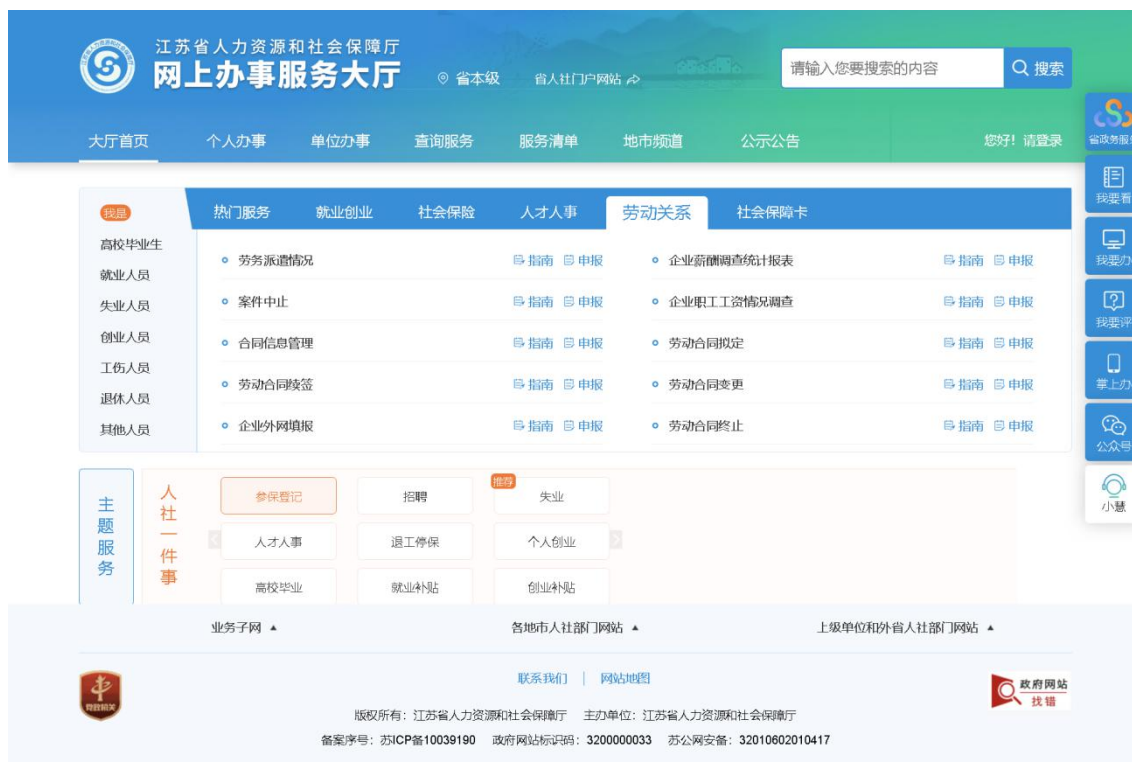 江苏省人力资源和社会保障厅
网上办事服务大厅
省本级
省人社门户网站
请输入您要搜索的内容
搜索
大厅首页 个人办事 单位办事 查询服务 服务清单 地市频道 公示公告 您好！请登录
省政务服
我要看
我要办
我要评
掌上办
公众号
小慧
我是
高校毕业生
就业人员
失业人员
创业人员
工伤人员
退休人员
其他人员
热门服务 就业创业 社会保险 人才人事 劳动关系 社会保障卡
劳务派遣情况 指南 申报 企业薪酬调查统计报表 指南 申报
案件中止 指南 申报 企业职工工资情况调查 指南 申报
合同信息管理 指南 申报 劳动合同拟定 指南 申报
劳动合同续签 指南 申报 劳动合同变更 指南 申报
企业外网填报 指南 申报 劳动合同终止 指南 申报
主题服务
人社一件事
参保登记 招聘 推荐 失业
人才人事 退工停保 个人创业
高校毕业 就业补贴 创业补贴
业务子网 ▲ 各地市人社部门网站 ▲ 上级单位和外省人社部门网站 ▲
党政机关
联系我们 | 网站地图
版权所有：江苏省人力资源和社会保障厅 主办单位：江苏省人力资源和社会保障厅
备案序号：苏ICP备10039190 政府网站标识码：3200000033 苏公网安备：32010602010417
政府网站
找错